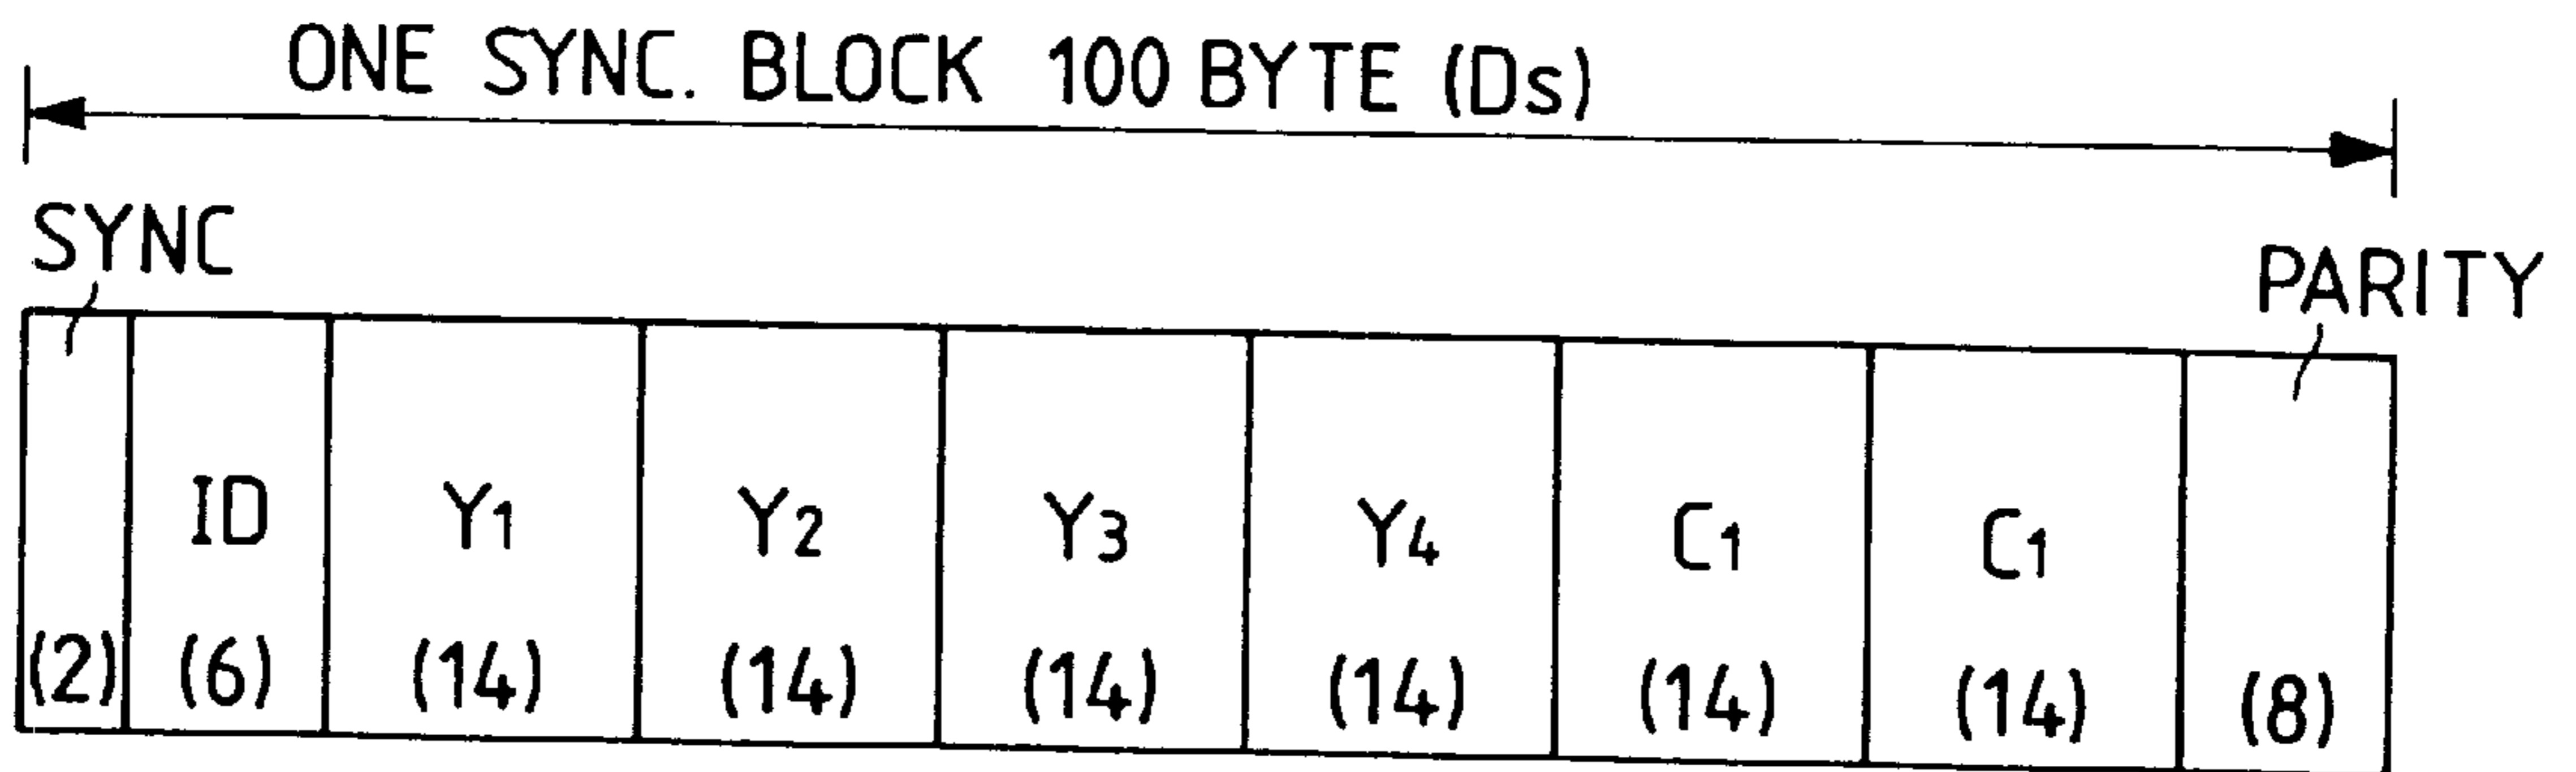 ONE SYNC. BLOCK 100 BYTE (Ds)
SYNC
PARITY
ID Y1 Y2 Y3 Y4 C1 C1
(2) (6) (14) (14) (14) (14) (14) (14) (8)